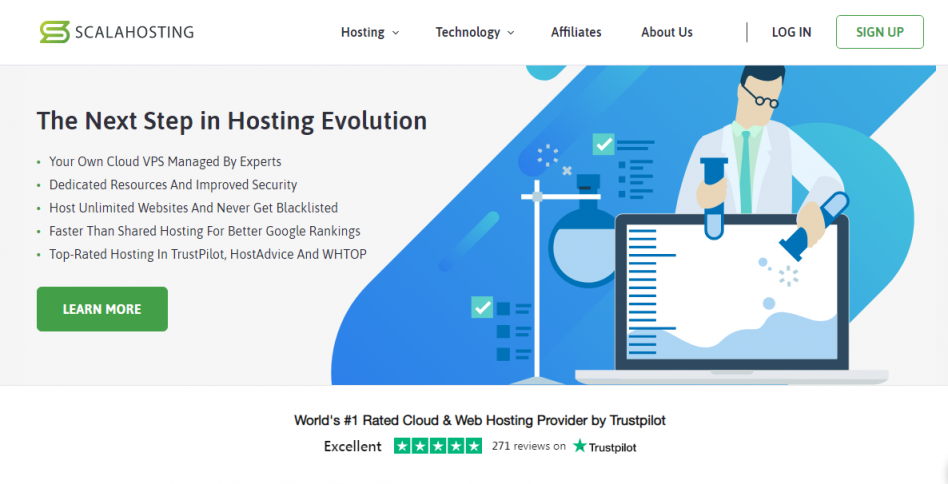 SCALAHOSTING
Hosting
Technology
Affiliates
About Us
LOG IN
SIGN UP
The Next Step in Hosting Evolution
Your Own Cloud VPS Managed By Experts
Dedicated Resources And Improved Security
Host Unlimited Websites And Never Get Blacklisted
Faster Than Shared Hosting For Better Google Rankings
Top-Rated Hosting In TrustPilot, HostAdvice And WHTOP
LEARN MORE
World's #1 Rated Cloud & Web Hosting Provider by Trustpilot
Excellent 271 reviews on Trustpilot